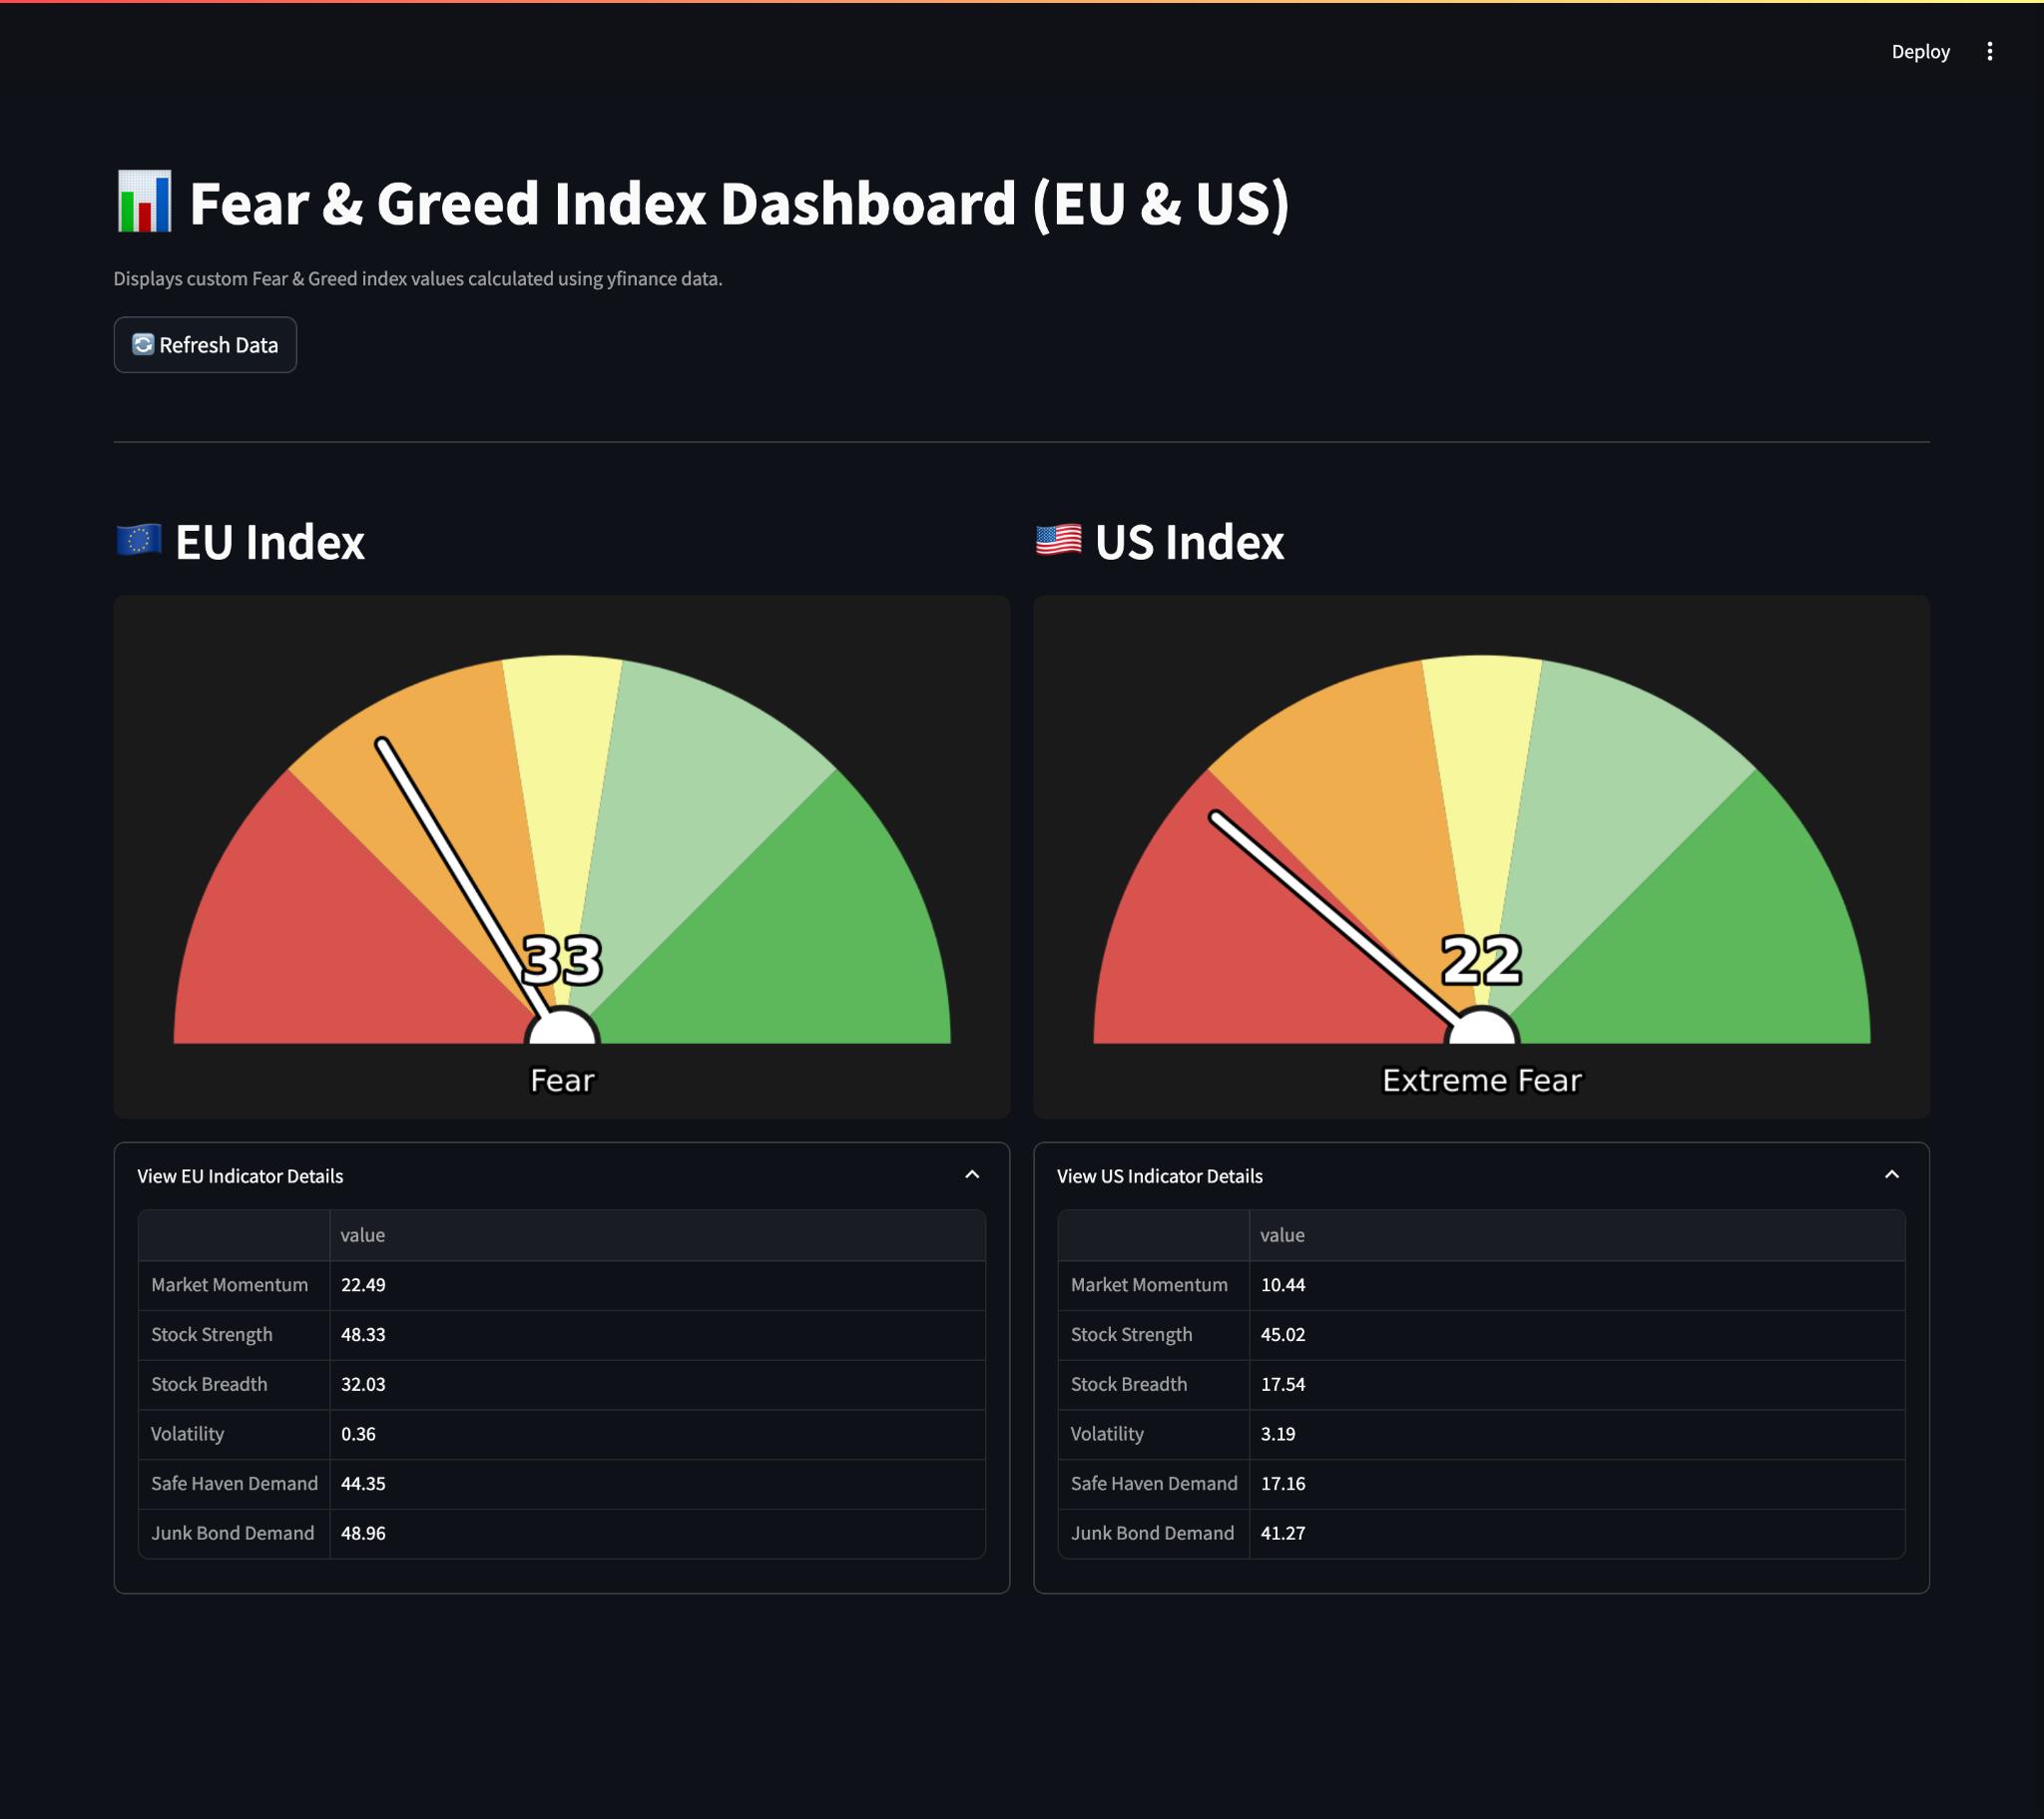 Deploy
Fear & Greed Index Dashboard (EU & US)
Displays custom Fear & Greed index values calculated using yfinance data.
Refresh Data
EU Index
33
Fear
View EU Indicator Details
value
Market Momentum 22.49
Stock Strength 48.33
Stock Breadth 32.03
Volatility 0.36
Safe Haven Demand 44.35
Junk Bond Demand 48.96
US Index
22
Extreme Fear
View US Indicator Details
value
Market Momentum 10.44
Stock Strength 45.02
Stock Breadth 17.54
Volatility 3.19
Safe Haven Demand 17.16
Junk Bond Demand 41.27